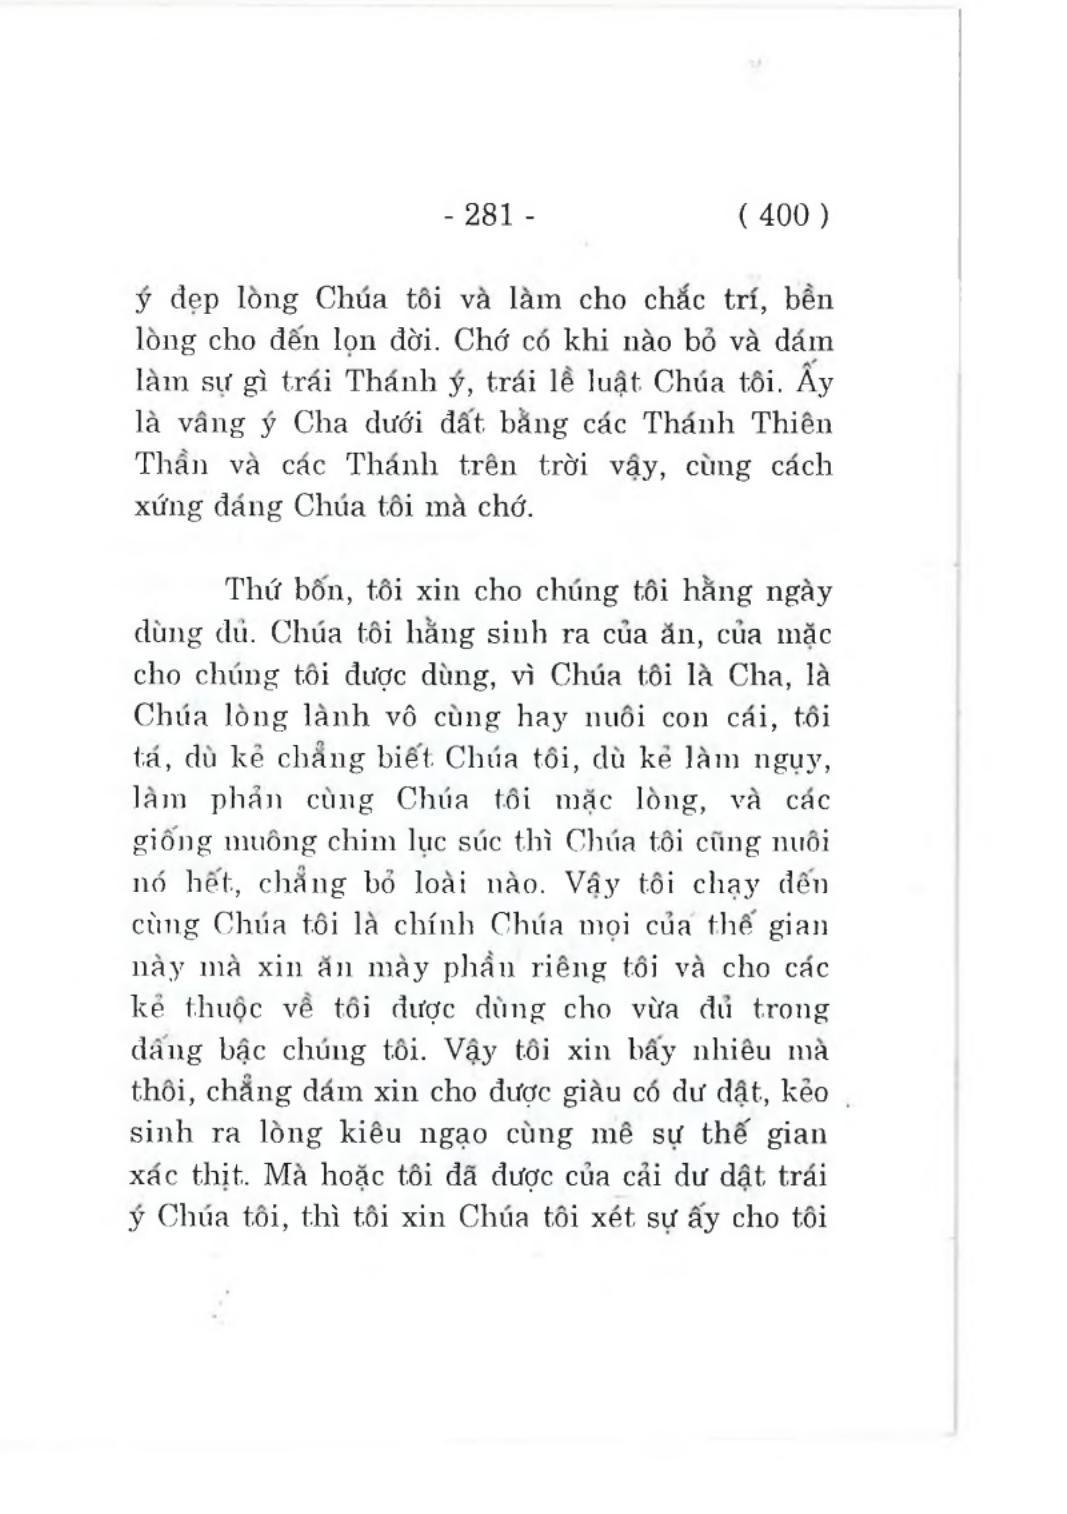 - 281 - ( 400 )
ý đẹp lòng Chúa tôi và làm cho chắc trí, bền
lòng cho đến lọn đời. Chớ có khi nào bỏ và dám
làm sự gì trái Thánh ý, trái lề luật Chúa tôi. Ấy
là vâng ý Cha dưới đất bằng các Thánh Thiên
Thần và các Thánh trên trời vậy, cùng cách
xứng đáng Chúa tôi mà chớ.
Thứ bốn, tôi xin cho chúng tôi hằng ngày
dùng đủ. Chúa tôi hằng sinh ra của ăn, của mặc
cho chúng tôi được dùng, vì Chúa tôi là Cha, là
Chúa lòng lành vô cùng hay nuôi con cái, tôi
tá, dù kẻ chẳng biết Chúa tôi, dù kẻ làm ngụy,
làm phản cùng Chúa tôi mặc lòng, và các
giống muông chim lục súc thì Chúa tôi cũng nuôi
nó hết, chẳng bỏ loài nào. Vậy tôi chạy đến
cùng Chúa tôi là chính Chúa mọi của thế gian
này mà xin ăn mày phần riêng tôi và cho các
kẻ thuộc về tôi được dùng cho vừa đủ trong
đấng bậc chúng tôi. Vậy tôi xin bấy nhiêu mà
thôi, chẳng dám xin cho được giàu có dư dật, kẻo
sinh ra lòng kiêu ngạo cùng mê sự thế gian
xác thịt. Mà hoặc tôi đã được của cải dư dật trái
ý Chúa tôi, thì tôi xin Chúa tôi xét sự ấy cho tôi